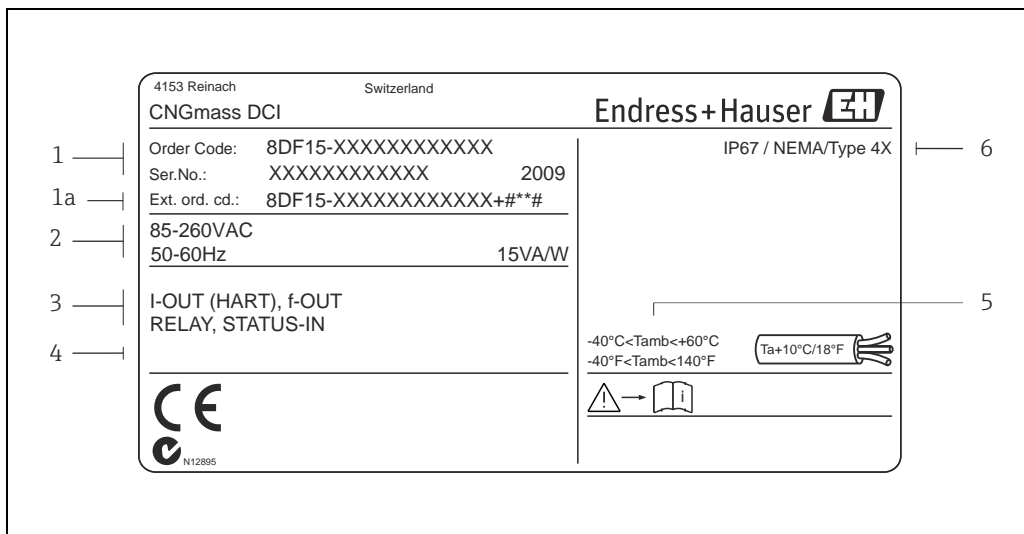 4153 Reinach Switzerland
CNGmass DCI
Endress+Hauser EH
1
Order Code: 8DF15-XXXXXXXXXXXX
Ser.No.: XXXXXXXXXXXX 2009
1a
Ext. ord. cd.: 8DF15-XXXXXXXXXXXX+#**#
2
85-260VAC
50-60Hz 15VA/W
3
I-OUT (HART), f-OUT
RELAY, STATUS-IN
4
IP67 / NEMA/Type 4X
6
5
-40°C<Tamb<+60°C
-40°F<Tamb<140°F
Ta+10°C/18°F
i
CE
N12895